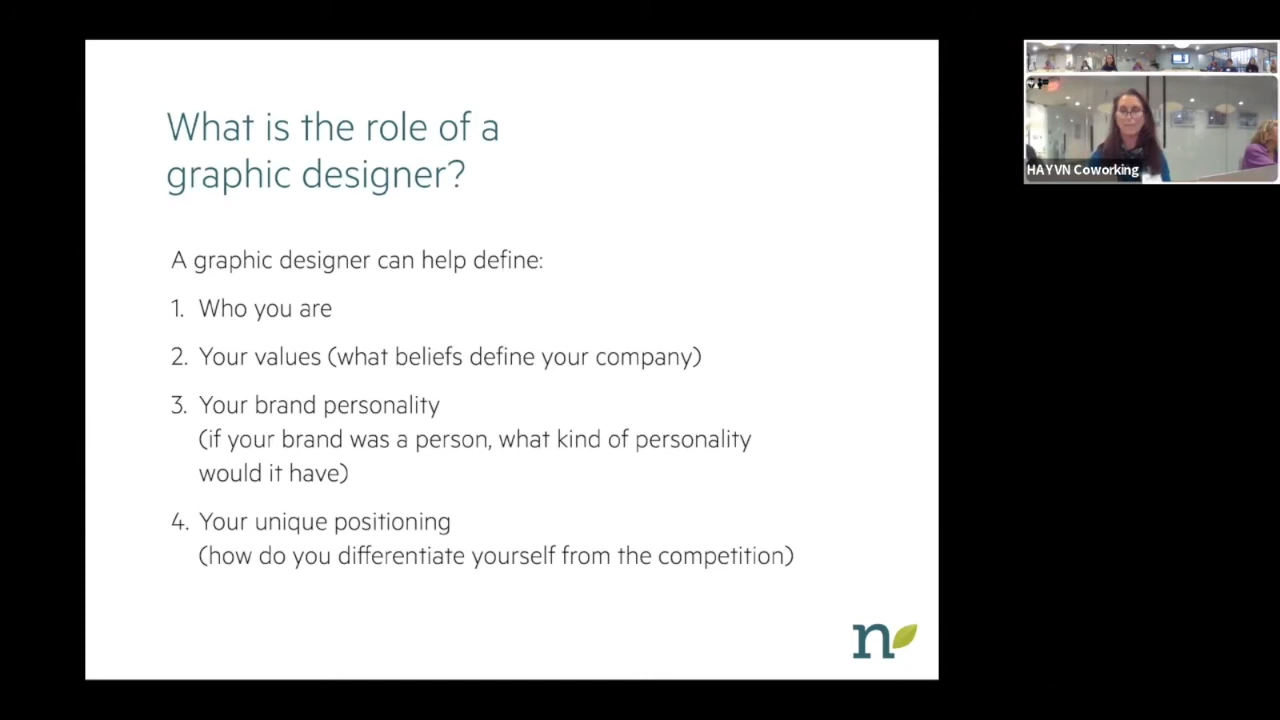 What is the role of a
graphic designer?
A graphic designer can help define:
1. Who you are
2. Your values (what beliefs define your company)
3. Your brand personality
(if your brand was a person, what kind of personality
would it have)
4. Your unique positioning
(how do you differentiate yourself from the competition)
n
HAYVN Coworking